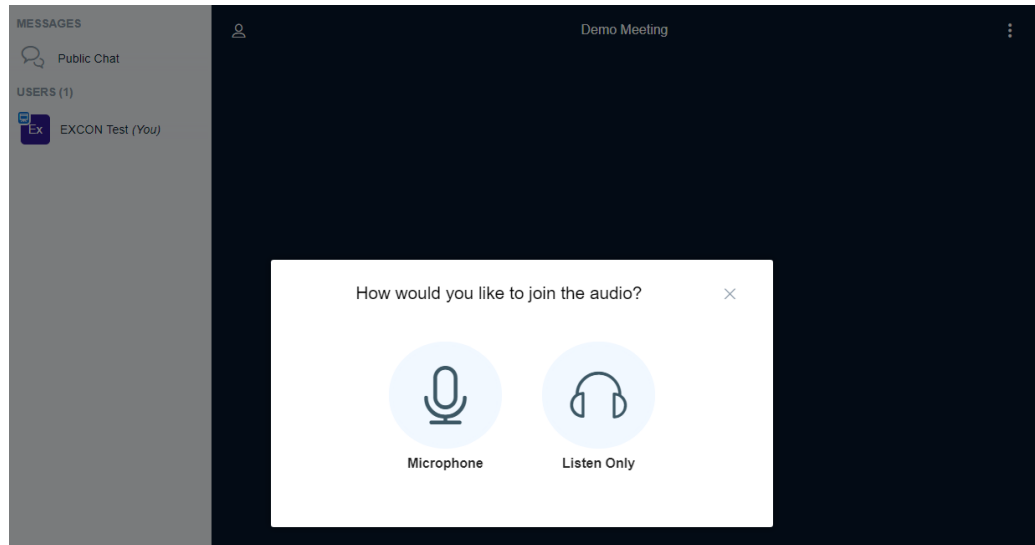 MESSAGES
Public Chat
USERS (1)
Ex
EXCON Test (You)
Demo Meeting
How would you like to join the audio?
Microphone
Listen Only